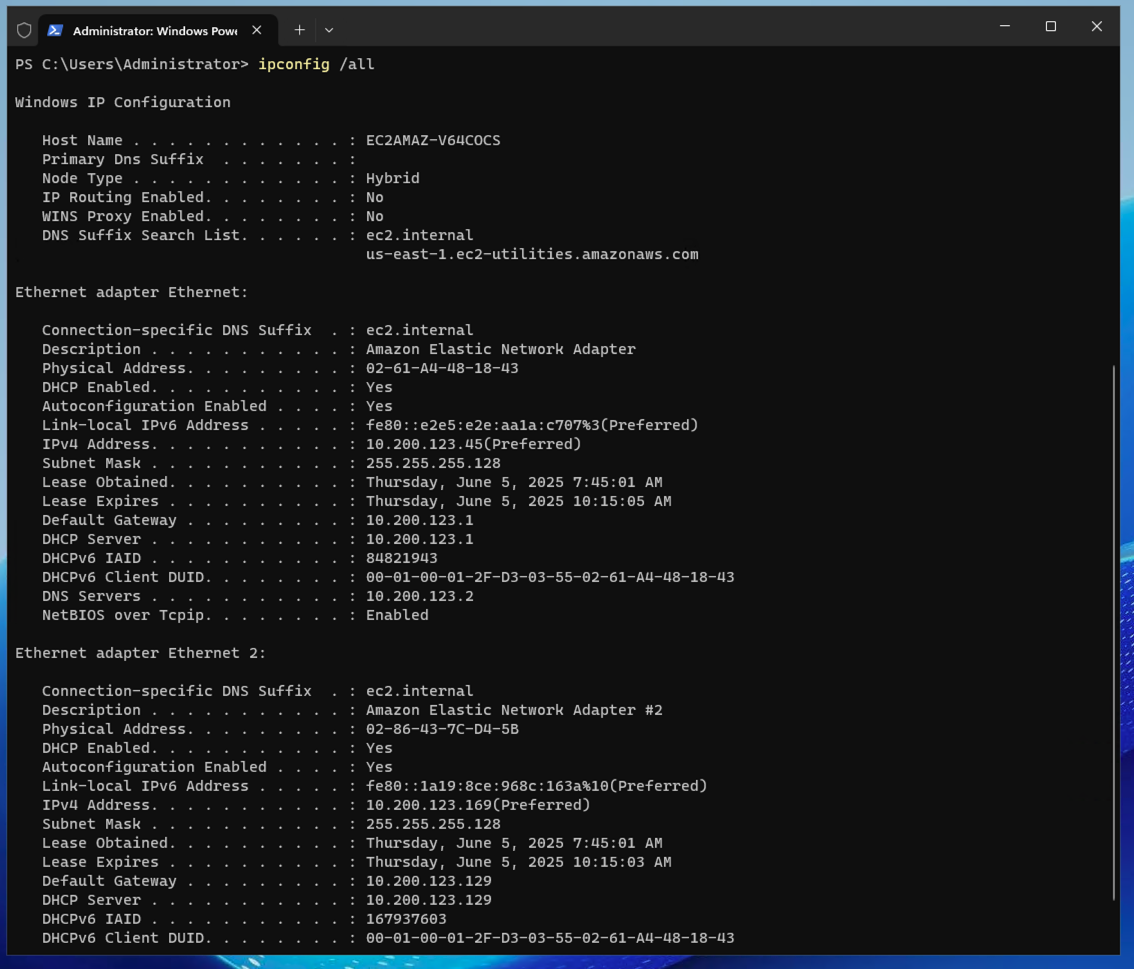 Administrator: Windows Powe
PS C:\Users\Administrator> ipconfig /all
Windows IP Configuration
Host Name . . . . . . . . . . . . : EC2AMAZ-V64COCS
Primary Dns Suffix  . . . . . . . :
Node Type . . . . . . . . . . . . : Hybrid
IP Routing Enabled. . . . . . . . : No
WINS Proxy Enabled. . . . . . . . : No
DNS Suffix Search List. . . . . . : ec2.internal
us-east-1.ec2-utilities.amazonaws.com
Ethernet adapter Ethernet:
Connection-specific DNS Suffix  . : ec2.internal
Description . . . . . . . . . . . : Amazon Elastic Network Adapter
Physical Address. . . . . . . . . : 02-61-A4-48-18-43
DHCP Enabled. . . . . . . . . . . : Yes
Autoconfiguration Enabled . . . . : Yes
Link-local IPv6 Address . . . . . : fe80::e2e5:e2e:aa1a:c707%3(Preferred)
IPv4 Address. . . . . . . . . . . : 10.200.123.45(Preferred)
Subnet Mask . . . . . . . . . . . : 255.255.255.128
Lease Obtained. . . . . . . . . . : Thursday, June 5, 2025 7:45:01 AM
Lease Expires . . . . . . . . . . : Thursday, June 5, 2025 10:15:05 AM
Default Gateway . . . . . . . . . : 10.200.123.1
DHCP Server . . . . . . . . . . . : 10.200.123.1
DHCPv6 IAID . . . . . . . . . . . : 84821943
DHCPv6 Client DUID. . . . . . . . : 00-01-00-01-2F-D3-03-55-02-61-A4-48-18-43
DNS Servers . . . . . . . . . . . : 10.200.123.2
NetBIOS over Tcpip. . . . . . . . : Enabled
Ethernet adapter Ethernet 2:
Connection-specific DNS Suffix  . : ec2.internal
Description . . . . . . . . . . . : Amazon Elastic Network Adapter #2
Physical Address. . . . . . . . . : 02-86-43-7C-D4-5B
DHCP Enabled. . . . . . . . . . . : Yes
Autoconfiguration Enabled . . . . : Yes
Link-local IPv6 Address . . . . . : fe80::1a19:8ce:968c:163a%10(Preferred)
IPv4 Address. . . . . . . . . . . : 10.200.123.169(Preferred)
Subnet Mask . . . . . . . . . . . : 255.255.255.128
Lease Obtained. . . . . . . . . . : Thursday, June 5, 2025 7:45:01 AM
Lease Expires . . . . . . . . . . : Thursday, June 5, 2025 10:15:03 AM
Default Gateway . . . . . . . . . : 10.200.123.129
DHCP Server . . . . . . . . . . . : 10.200.123.129
DHCPv6 IAID . . . . . . . . . . . : 167937603
DHCPv6 Client DUID. . . . . . . . : 00-01-00-01-2F-D3-03-55-02-61-A4-48-18-43